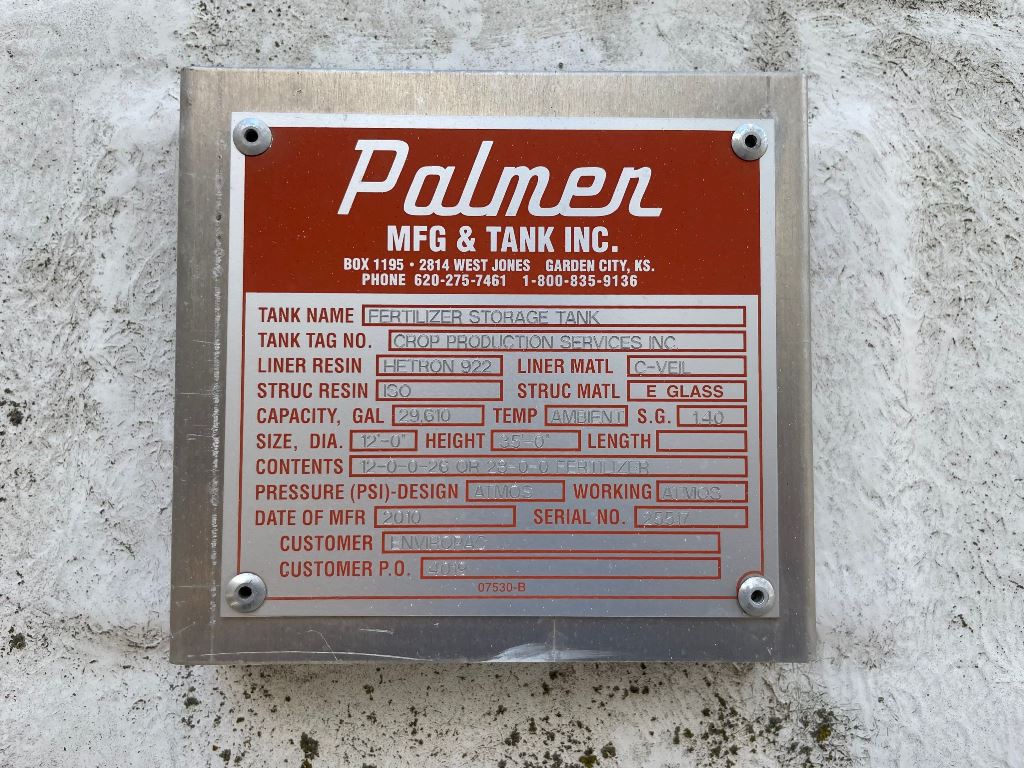 Palmer
MFG & TANK INC.
BOX 1195 · 2814 WEST JONES GARDEN CITY, KS.
PHONE 620-275-7461 1-800-835-9136
TANK NAME FERTILIZER STORAGE TANK
TANK TAG NO. CROP PRODUCTION SERVICES INC
LINER RESIN HETRON 922 LINER MATL C-VEIL
STRUC RESIN ISO STRUC MATL E GLASS
CAPACITY, GAL 29,610 TEMP AMBIENT S.G. 1.40
SIZE, DIA. 12'-0" HEIGHT 35'-0" LENGTH
CONTENTS 12-0-0-26 OR 28-0-0 FERTILIZER
PRESSURE (PSI)-DESIGN ATMOS WORKING ATMOS
DATE OF MFR 2010 SERIAL NO. 25517
CUSTOMER ENVIROPAC
CUSTOMER P.O. 4019
07530-B